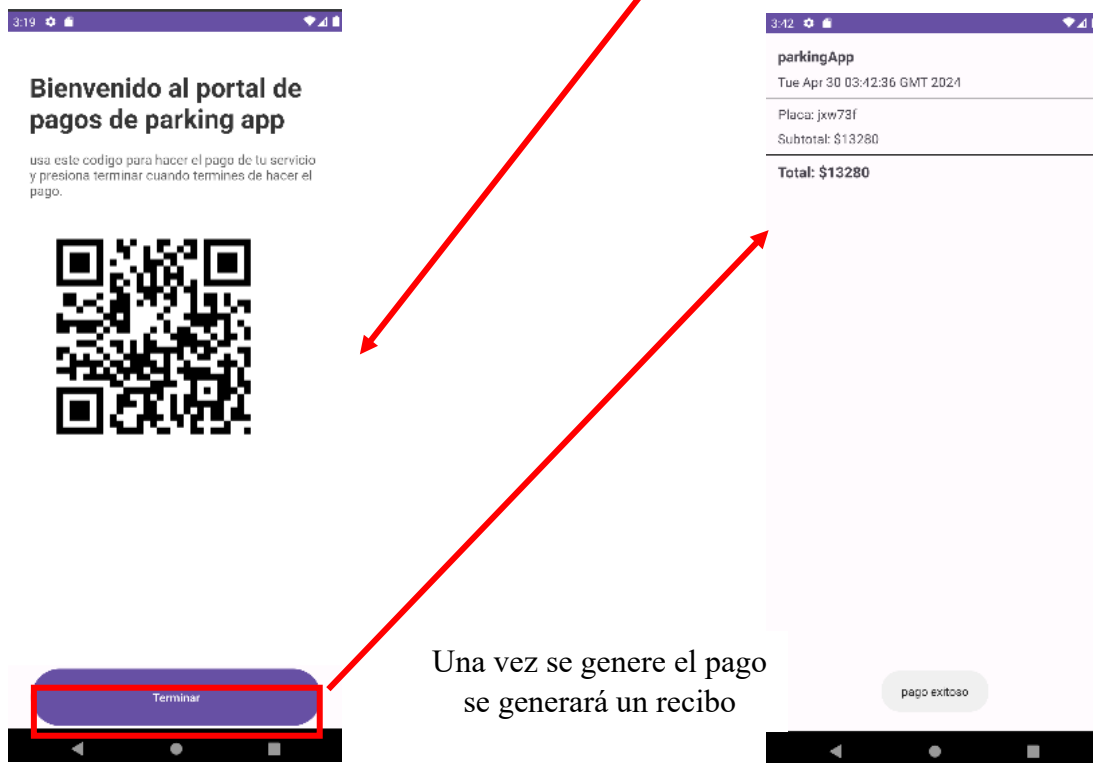 3:19
Bienvenido al portal de
pagos de parking app
usa este codigo para hacer el pago de tu servicio
y presiona terminar cuando termines de hacer el
pago.
Terminar
Una vez se genere el pago
se generará un recibo
3:42
parkingApp
Tue Apr 30 03:42:36 GMT 2024
Placa: jxw73f
Subtotal: $13280
Total: $13280
pago exitoso